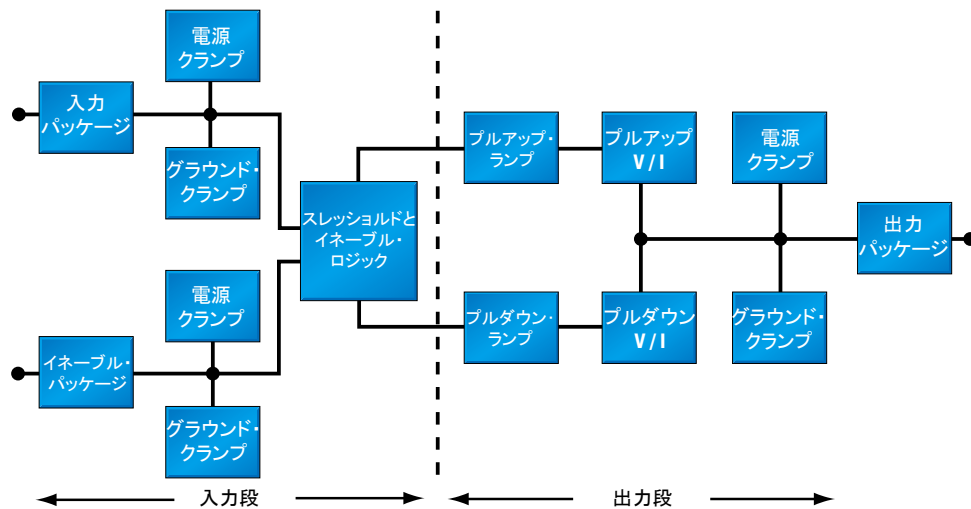 電源
クランプ
入力
パッケージ
グラウンド・
クランプ
スレッショルドと
イネーブル・
ロジック
電源
クランプ
イネーブル・
パッケージ
グラウンド・
クランプ
プルアップ・
ランプ
プルアップ
V/I
電源
クランプ
出力
パッケージ
プルダウン・
ランプ
プルダウン
V/I
グラウンド・
クランプ
入力段
出力段